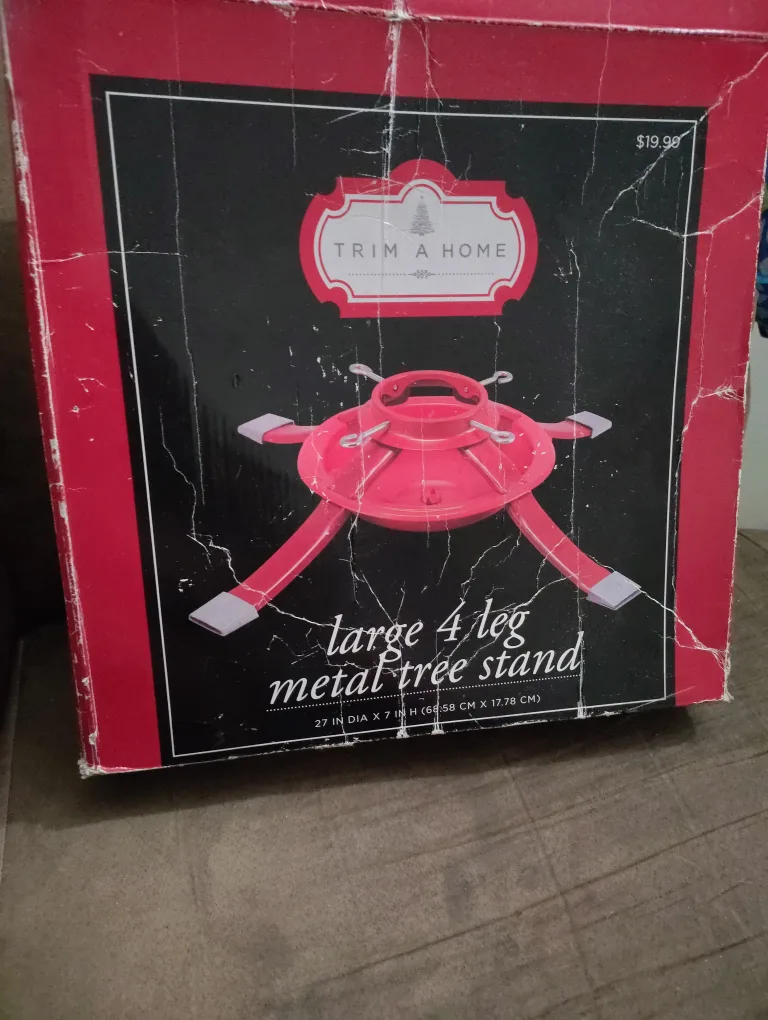 $19.99
TRIM A HOME
large 4 leg
metal tree stand
27 IN DIA X 7 IN H (68.58 CM X 17.78 CM)